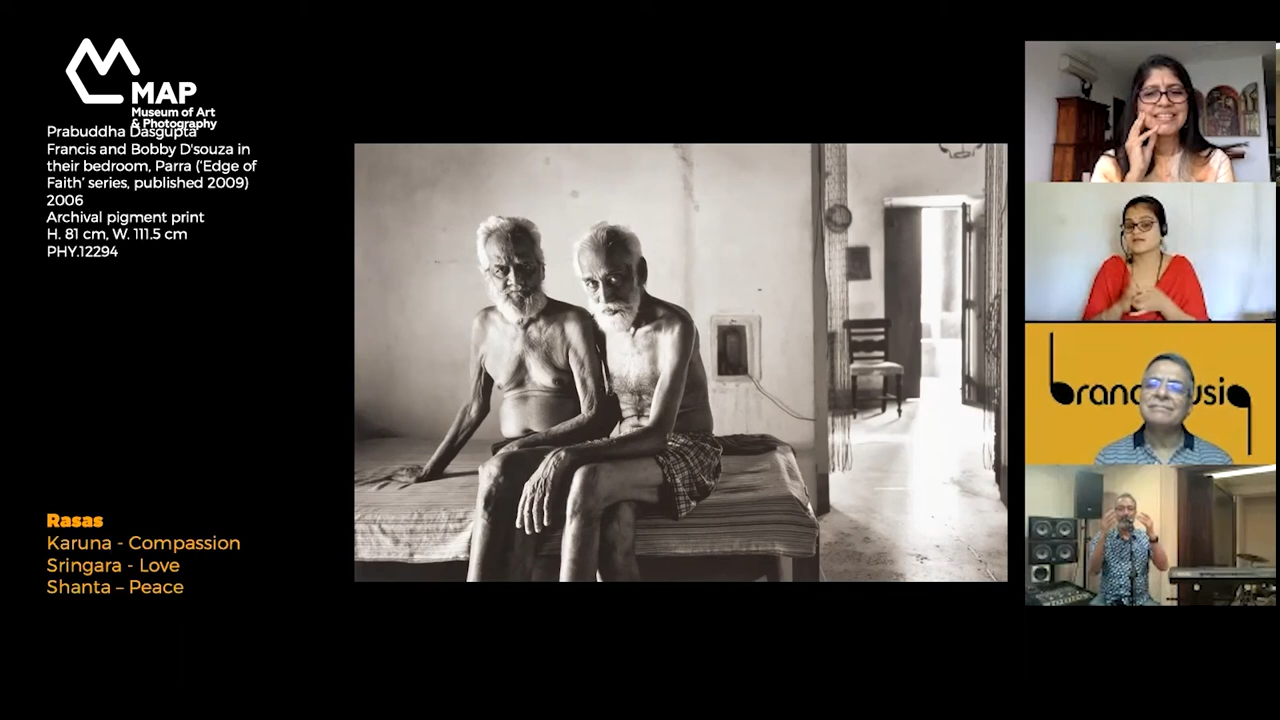 MAP
Museum of Art
& Photography
Prabuddha Dasgupta
Francis and Bobby D'souza in
their bedroom, Parra ('Edge of
Faith' series, published 2009)
2006
Archival pigment print
H. 81 cm, W. 111.5 cm
PHY.12294
Rasas
Karuna - Compassion
Sringara - Love
Shanta – Peace